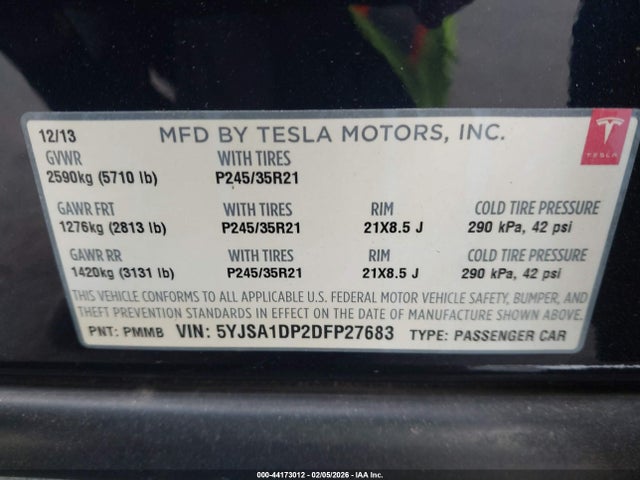 12/13 MFD BY TESLA MOTORS, INC.
GVWR WITH TIRES
2590kg (5710 lb) P245/35R21
GAWR FRT WITH TIRES RIM COLD TIRE PRESSURE
1276kg (2813 lb) P245/35R21 21X8.5 J 290 kPa, 42 psi
GAWR RR WITH TIRES RIM COLD TIRE PRESSURE
1420kg (3131 lb) P245/35R21 21X8.5 J 290 kPa, 42 psi
THIS VEHICLE CONFORMS TO ALL APPLICABLE U.S. FEDERAL MOTOR VEHICLE SAFETY, BUMPER, AND
THEFT PREVENTION STANDARDS IN EFFECT ON THE DATE OF MANUFACTURE SHOWN ABOVE.
PNT: PMMB VIN: 5YJSA1DP2DFP27683 TYPE: PASSENGER CAR
TESLA
000-44173012 | 02/05/2026 | IAA Inc.